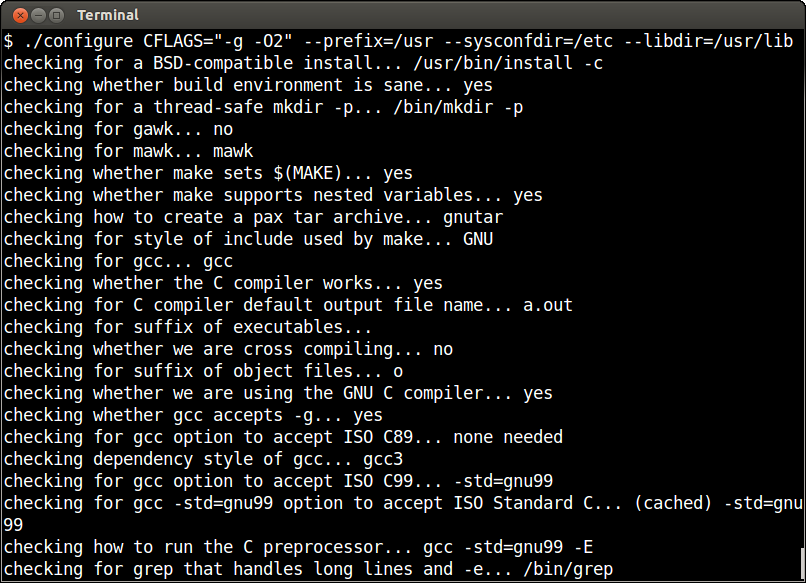 Terminal
$ ./configure CFLAGS="-g -O2" --prefix=/usr --sysconfdir=/etc --libdir=/usr/lib
checking for a BSD-compatible install... /usr/bin/install -c
checking whether build environment is sane... yes
checking for a thread-safe mkdir -p... /bin/mkdir -p
checking for gawk... no
checking for mawk... mawk
checking whether make sets $(MAKE)... yes
checking whether make supports nested variables... yes
checking how to create a pax tar archive... gnutar
checking for style of include used by make... GNU
checking for gcc... gcc
checking whether the C compiler works... yes
checking for C compiler default output file name... a.out
checking for suffix of executables...
checking whether we are cross compiling... no
checking for suffix of object files... o
checking whether we are using the GNU C compiler... yes
checking whether gcc accepts -g... yes
checking for gcc option to accept ISO C89... none needed
checking dependency style of gcc... gcc3
checking for gcc option to accept ISO C99... -std=gnu99
checking for gcc -std=gnu99 option to accept ISO Standard C... (cached) -std=gnu
99
checking how to run the C preprocessor... gcc -std=gnu99 -E
checking for grep that handles long lines and -e... /bin/grep